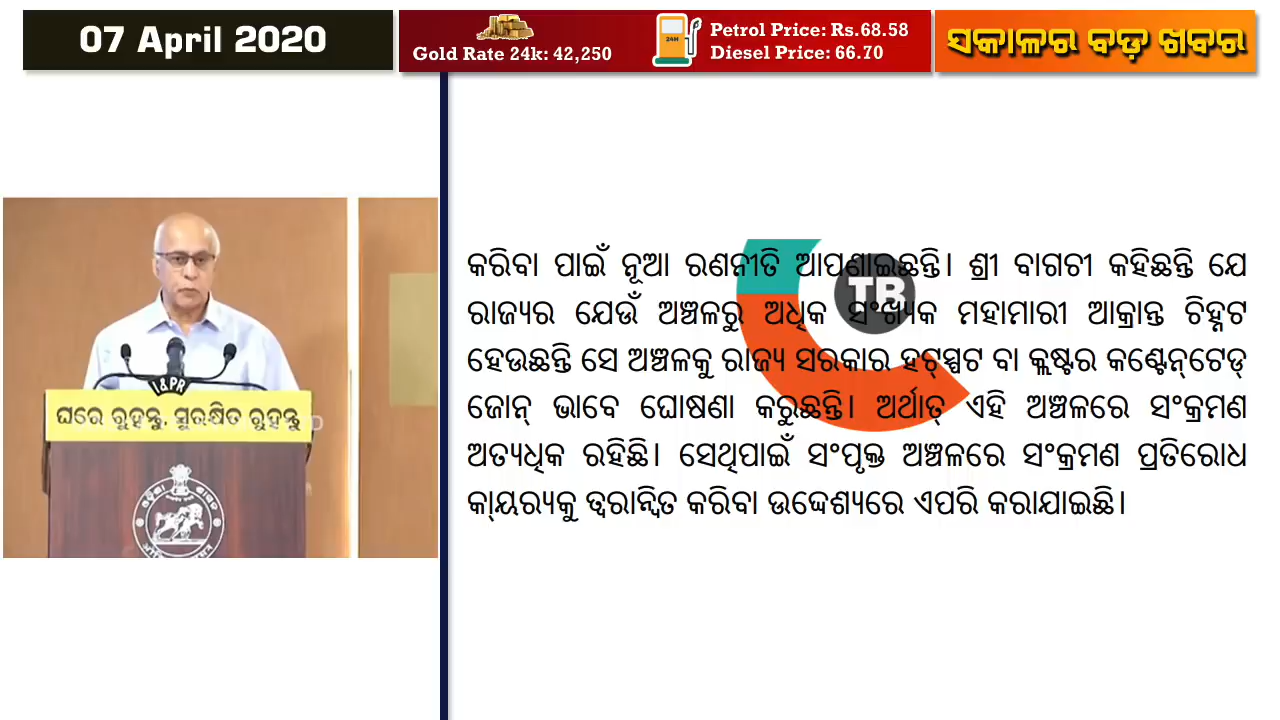 07 April 2020
Gold Rate 24k: 42,250
24H
Petrol Price: Rs.68.58
Diesel Price: 66.70
ସକାଳର ବଡ଼ ଖବର
କରିବା ପାଇଁ ନୂଆ ରଣନୀତି ଆପଣାଇଛନ୍ତି। ଶ୍ରୀ ବାଗଚୀ କହିଛନ୍ତି ଯେ
ରାଜ୍ୟର ଯେଉଁ ଅଞ୍ଚଳରୁ ଅଧିକ ସଂଖ୍ୟକ ମହାମାରୀ ଆକ୍ରାନ୍ତ ଚିହ୍ନଟ
ହେଉଛନ୍ତି ସେ ଅଞ୍ଚଳକୁ ରାଜ୍ୟ ସରକାର ହଟ୍‌ସ୍ପଟ ବା କ୍ଲଷ୍ଟର କଣ୍ଟେନ୍‌ଟେଡ୍
ଜୋନ୍ ଭାବେ ଘୋଷଣା କରୁଛନ୍ତି। ଅର୍ଥାତ୍ ଏହି ଅଞ୍ଚଳରେ ସଂକ୍ରମଣ
ଅତ୍ୟଧିକ ରହିଛି। ସେଥିପାଇଁ ସଂପୃକ୍ତ ଅଞ୍ଚଳରେ ସଂକ୍ରମଣ ପ୍ରତିରୋଧ
କା୍ୟର‌୍ୟକୁ ତ୍ୱରାନ୍ୱିତ କରିବା ଉଦ୍ଦେଶ୍ୟରେ ଏପରି କରାଯାଇଛି।
TB
I&PR
ଘରେ ରୁହନ୍ତୁ, ସୁରକ୍ଷିତ ରୁହନ୍ତୁ